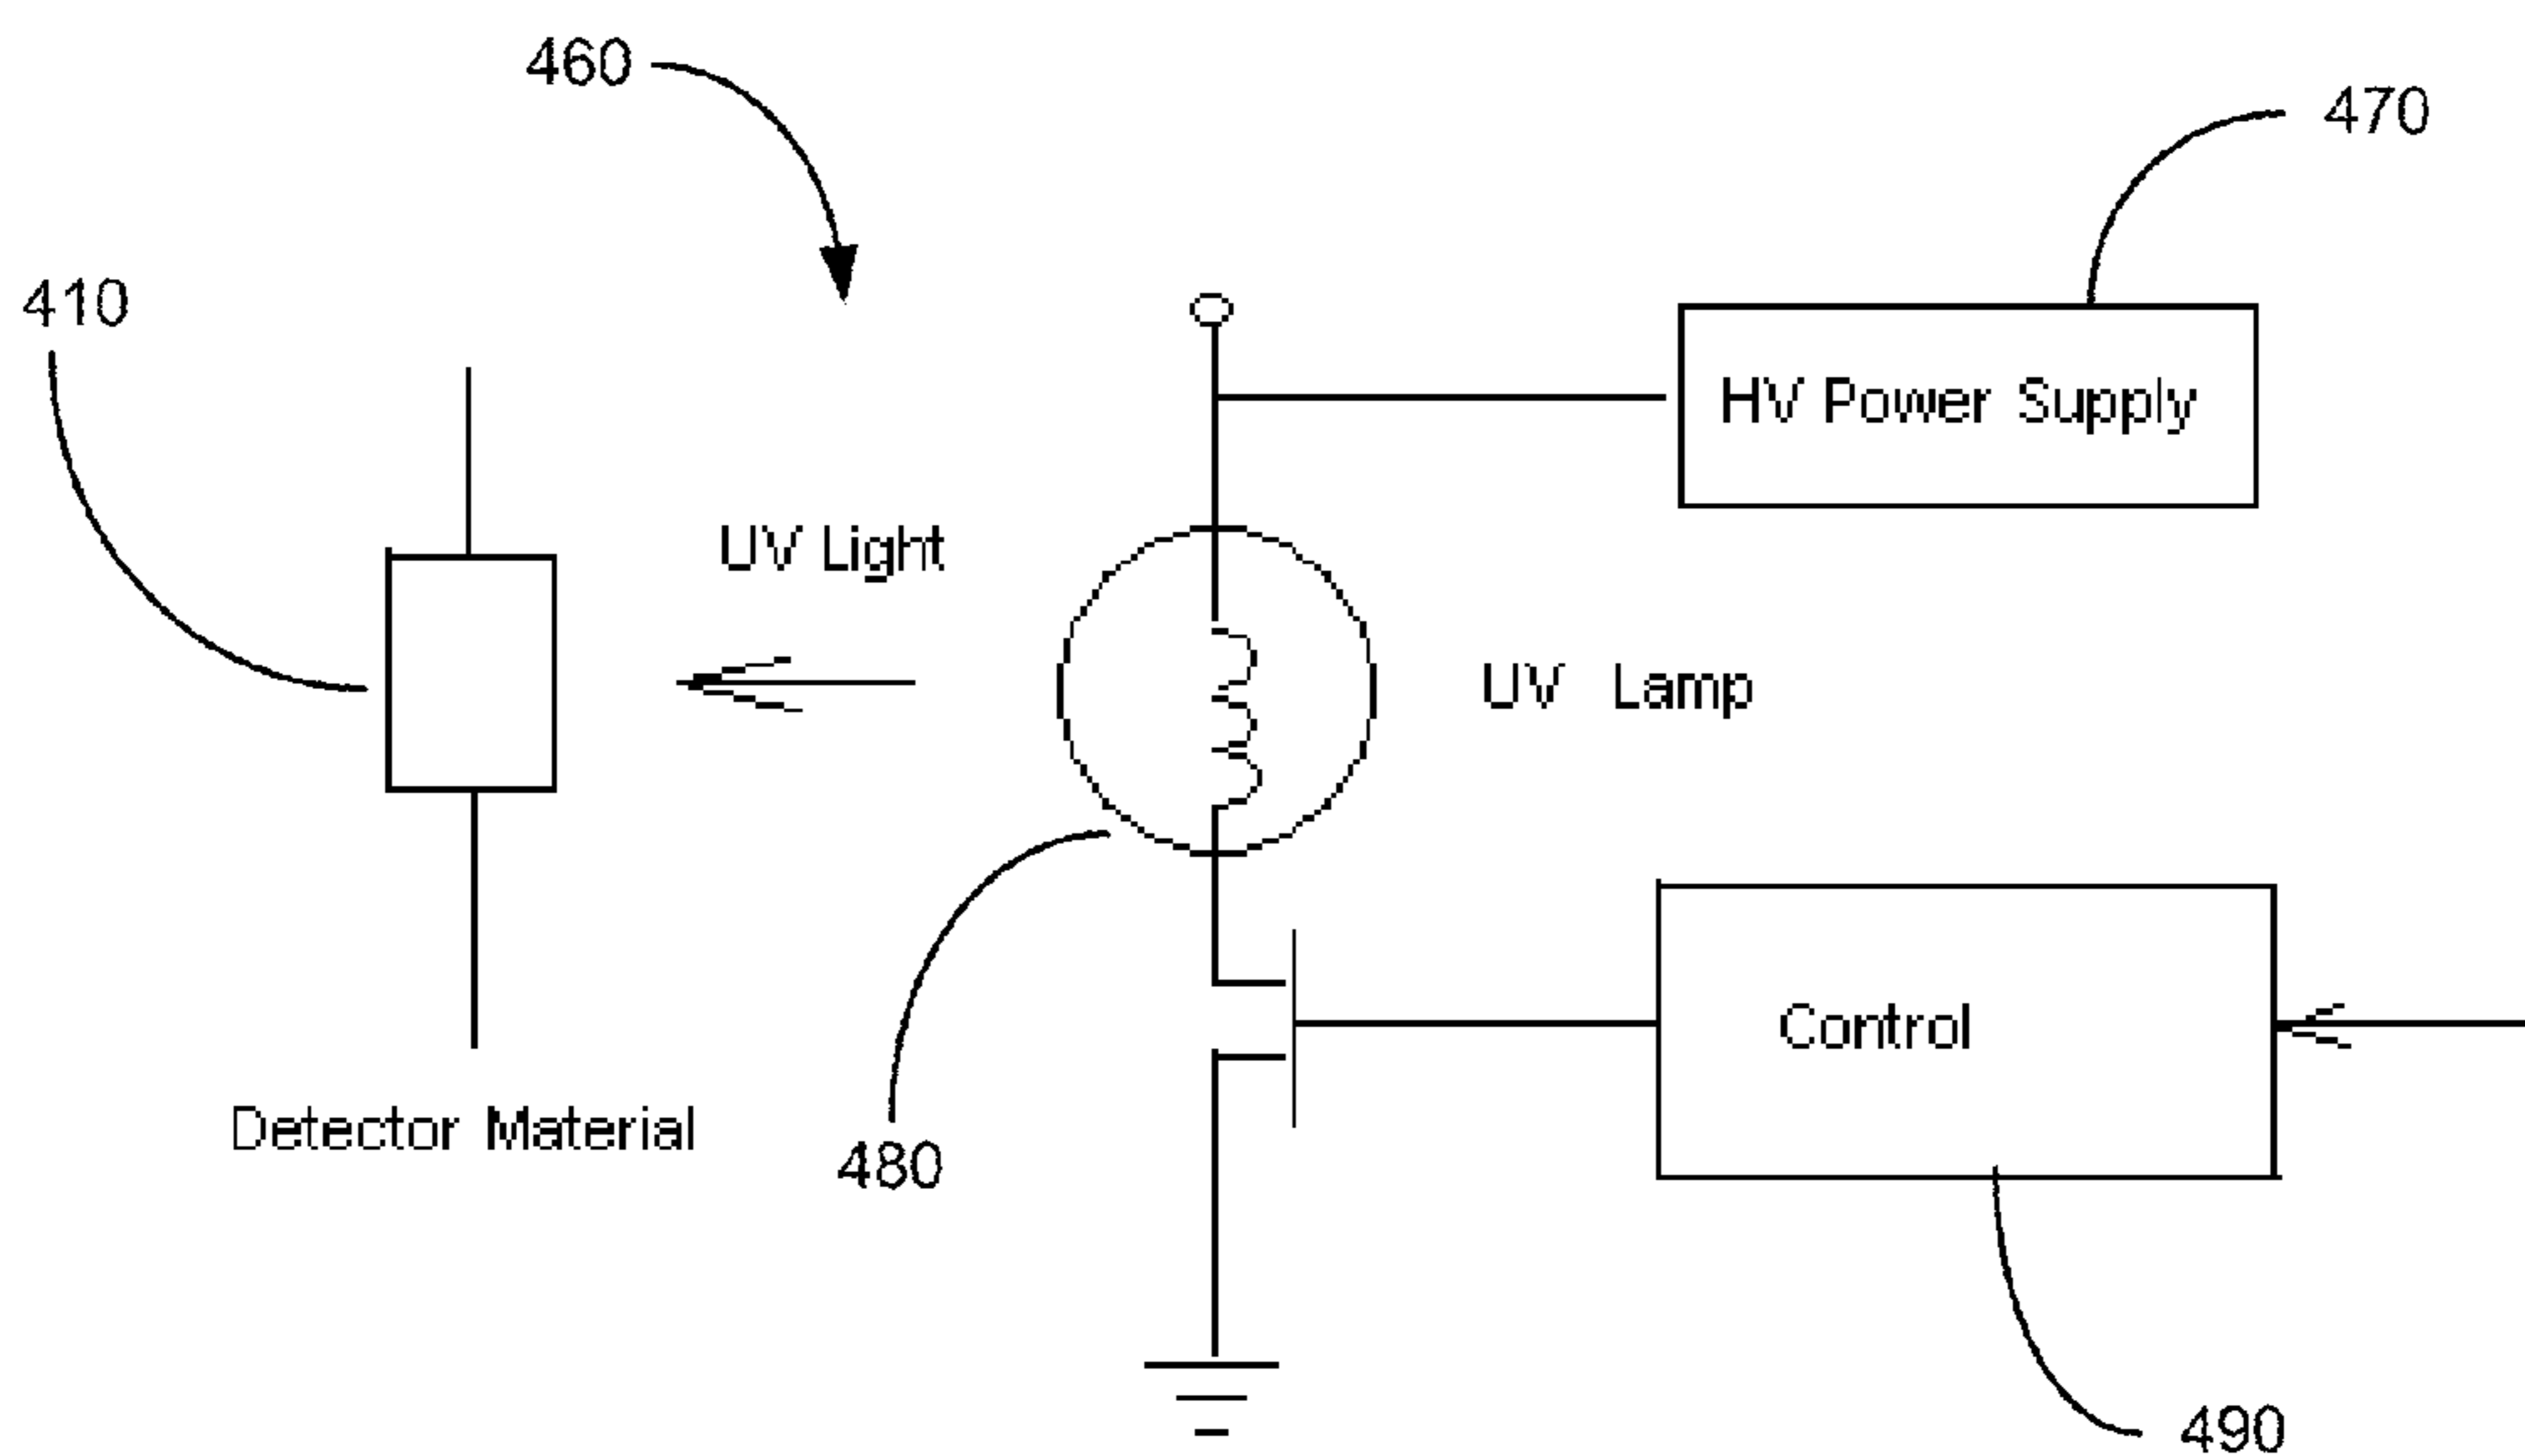 460
470
410
HV Power Supply
UV Light
UV Lamp
Control
Detector Material
480
490